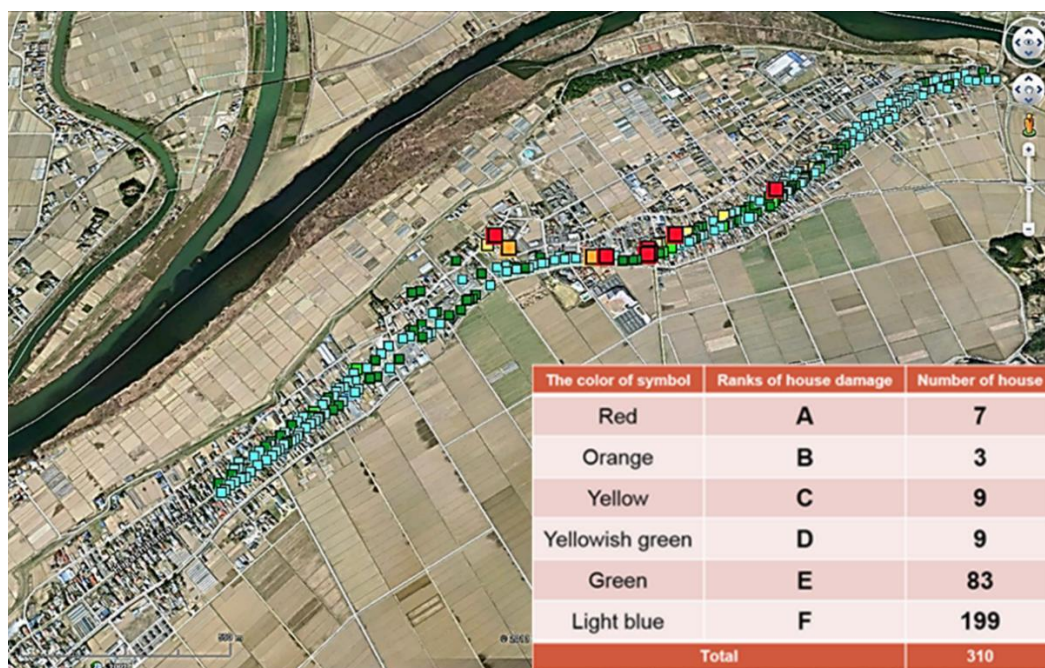 The color of symbol Ranks of house damage Number of house
Red A 7
Orange B 3
Yellow C 9
Yellowish green D 9
Green E 83
Light blue F 199
Total 310